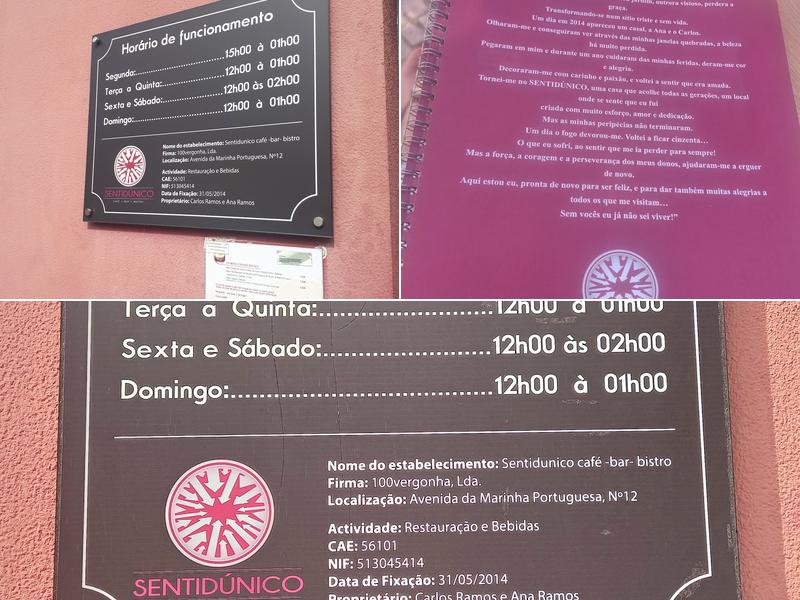 Horário de funcionamento
Segunda:..............................15h00 à 01h00
Terça a Quinta:......................12h00 à 01h00
Sexta e Sábado:....................12h00 às 02h00
Domingo:..............................12h00 à 01h00
Nome do estabelecimento: Sentidunico café -bar- bistro
Firma: 100vergonha, Lda.
Localização: Avenida da Marinha Portuguesa, Nº12
Actividade: Restauração e Bebidas
CAE: 56101
NIF: 513045414
Data de Fixação: 31/05/2014
Proprietário: Carlos Ramos e Ana Ramos
SENTIDÚNICO
jardim, outrora vistoso, perdera a
graça.
Transformando-se num sítio triste e sem vida.
Um dia em 2014 apareceu um casal, a Ana e o Carlos.
Olharam-me e conseguiram ver através das minhas janelas quebradas, a beleza
há muito perdida.
Pegaram em mim e durante um ano cuidaram das minhas feridas, deram-me cor
e alegria.
Decoraram-me com carinho e paixão, e voltei a sentir que era amada.
Tornei-me no SENTIDÚNICO, uma casa que acolhe todas as gerações, um local
onde se sente que eu fui
criada com muito esforço, amor e dedicação.
Mas as minhas peripécias não terminaram.
Um dia o fogo devorou-me. Voltei a ficar cinzenta…
O que eu sofri, ao sentir que me ia perder para sempre!
Mas a força, a coragem e a perseverança dos meus donos, ajudaram-me a erguer
de novo.
Aqui estou eu, pronta de novo para ser feliz, e para dar também muitas alegrias a
todos os que me visitam…
Sem vocês eu já não sei viver!"
Terça a Quinta:.........................12h00 à 01h00
Sexta e Sábado:.......................12h00 às 02h00
Domingo:...................................12h00 à 01h00
Nome do estabelecimento: Sentidunico café -bar- bistro
Firma: 100vergonha, Lda.
Localização: Avenida da Marinha Portuguesa, Nº12
Actividade: Restauração e Bebidas
CAE: 56101
NIF: 513045414
Data de Fixação: 31/05/2014
Proprietário: Carlos Ramos e Ana Ramos
SENTIDÚNICO